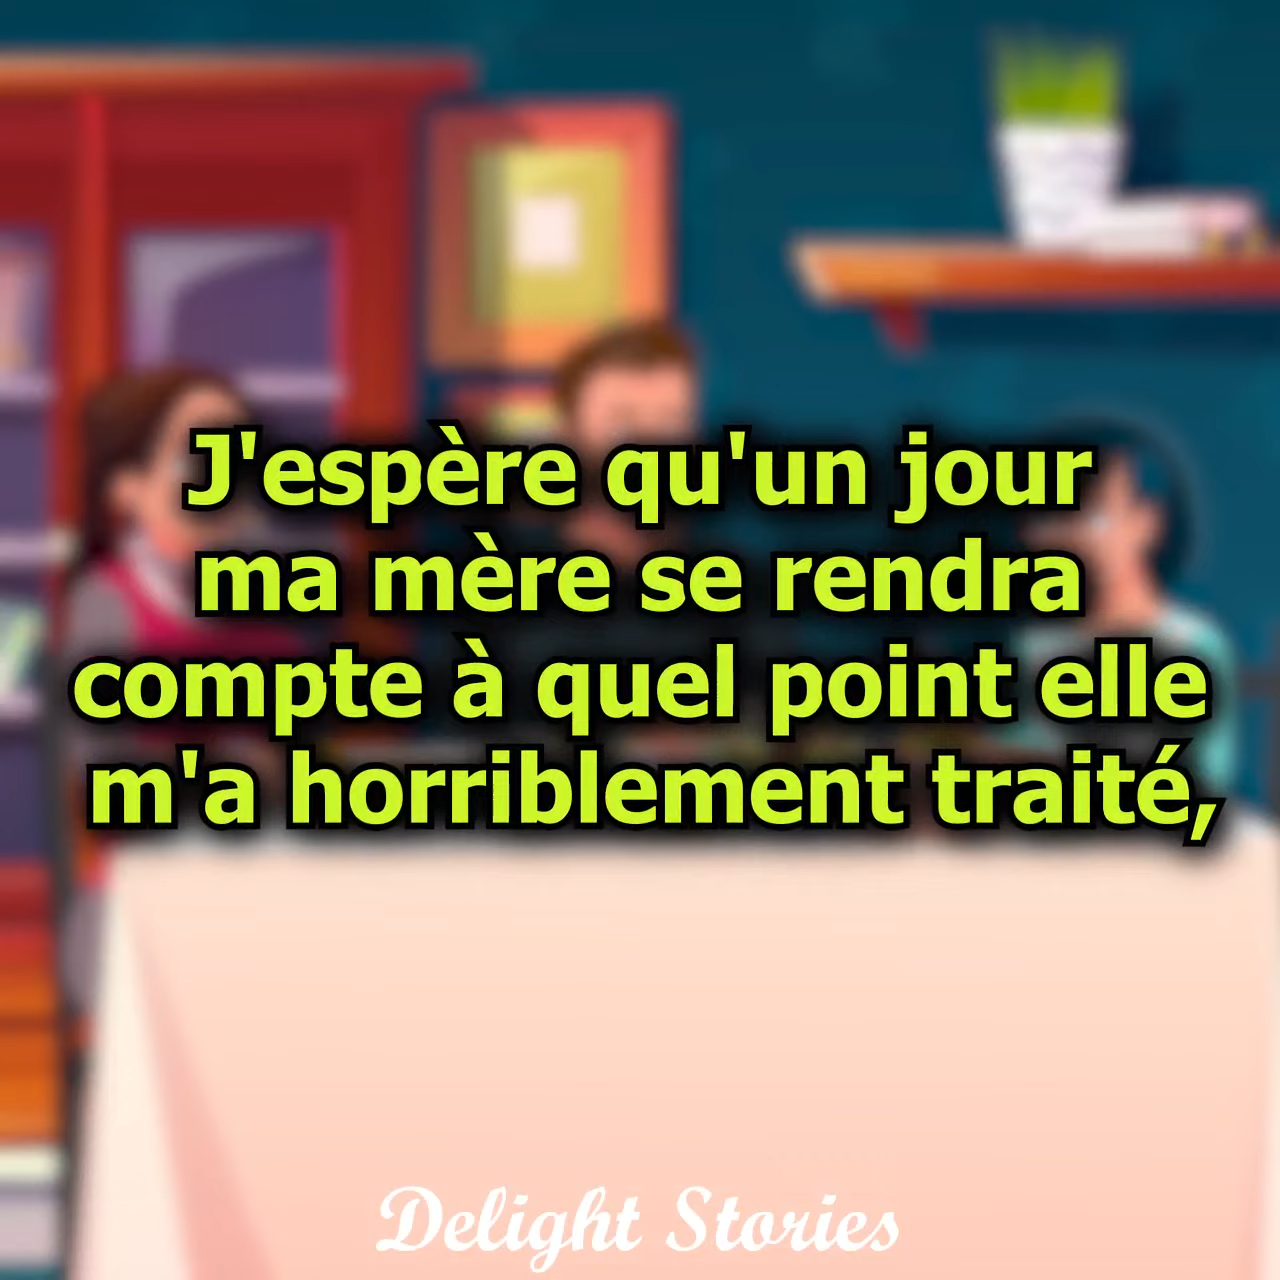 J'espère qu'un jour
ma mère se rendra
compte à quel point elle
m'a horriblement traité,
Delight Stories